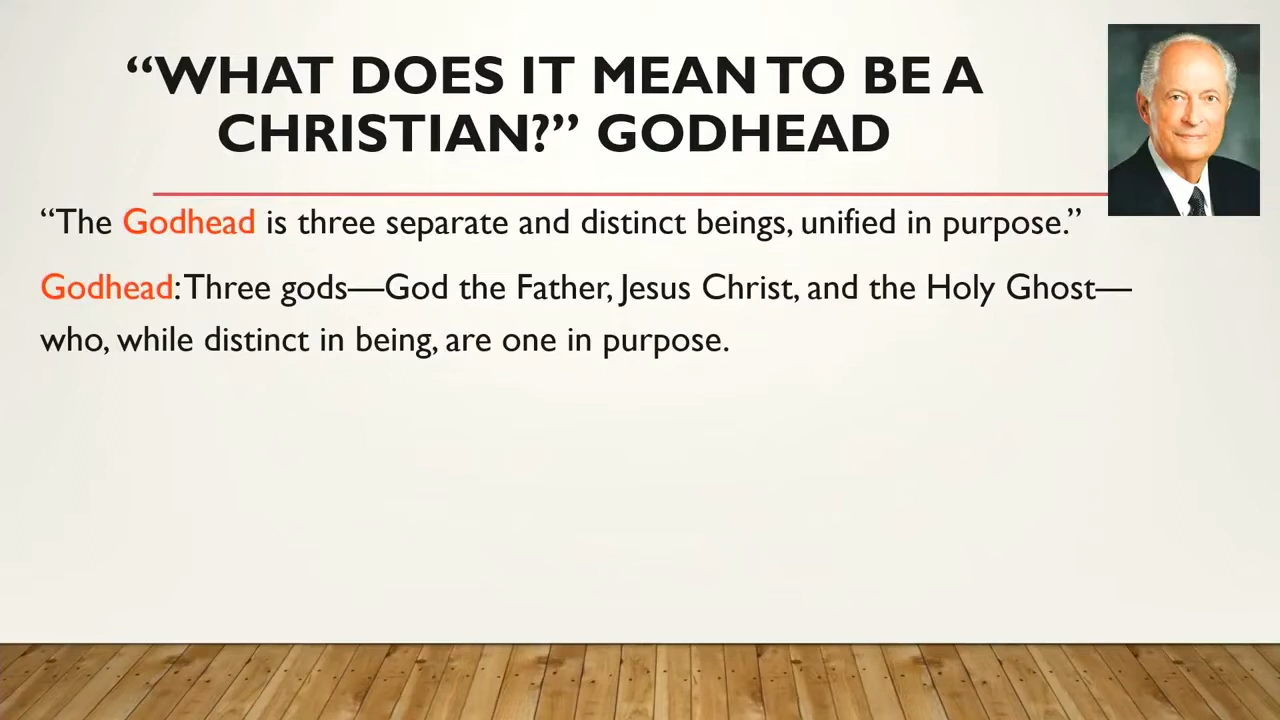 “WHAT DOES IT MEAN TO BE A
CHRISTIAN?” GODHEAD
“The Godhead is three separate and distinct beings, unified in purpose.”
Godhead: Three gods—God the Father, Jesus Christ, and the Holy Ghost—
who, while distinct in being, are one in purpose.